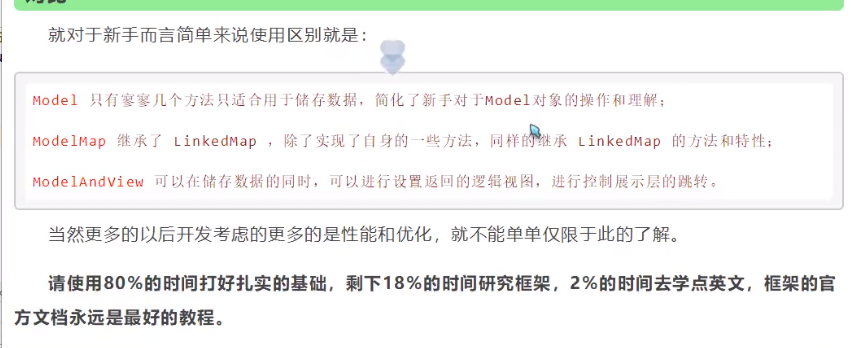 就对于新手而言简单来说使用区别就是：
Model 只有寥寥几个方法只适合用于储存数据，简化了新手对于Model对象的操作和理解；
ModelMap 继承了 LinkedMap ，除了实现了自身的一些方法，同样的继承 LinkedMap 的方法和特性；
ModelAndView 可以在储存数据的同时，可以进行设置返回的逻辑视图，进行控制展示层的跳转。
当然更多的以后开发考虑的更多的是性能和优化，就不能单单仅限于此的了解。
请使用80%的时间打好扎实的基础，剩下18%的时间研究框架，2%的时间去学点英文，框架的官
方文档永远是最好的教程。